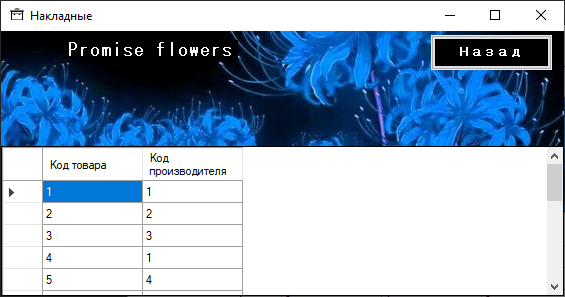 Накладные
Promise flowers
Назад
Код товара
Код
производителя
1 1
2 2
3 3
4 1
5 4